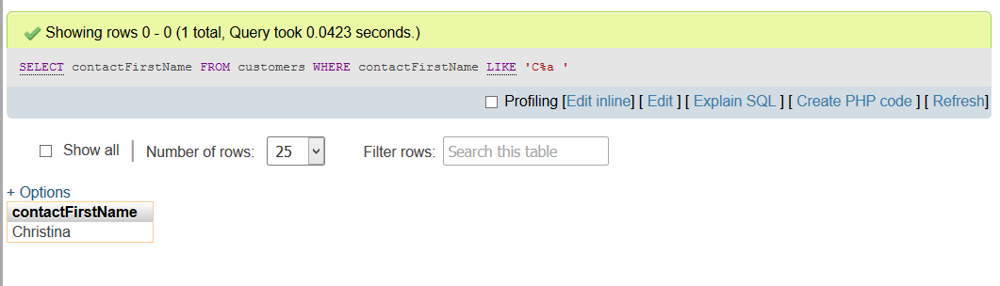 Showing rows 0 - 0 (1 total, Query took 0.0423 seconds.)
SELECT contactFirstName FROM customers WHERE contactFirstName LIKE 'C%a '
Profiling [Edit inline] [ Edit ] [ Explain SQL ] [ Create PHP code ] [ Refresh]
Show all | Number of rows: 25 Filter rows: Search this table
+ Options
contactFirstName
Christina